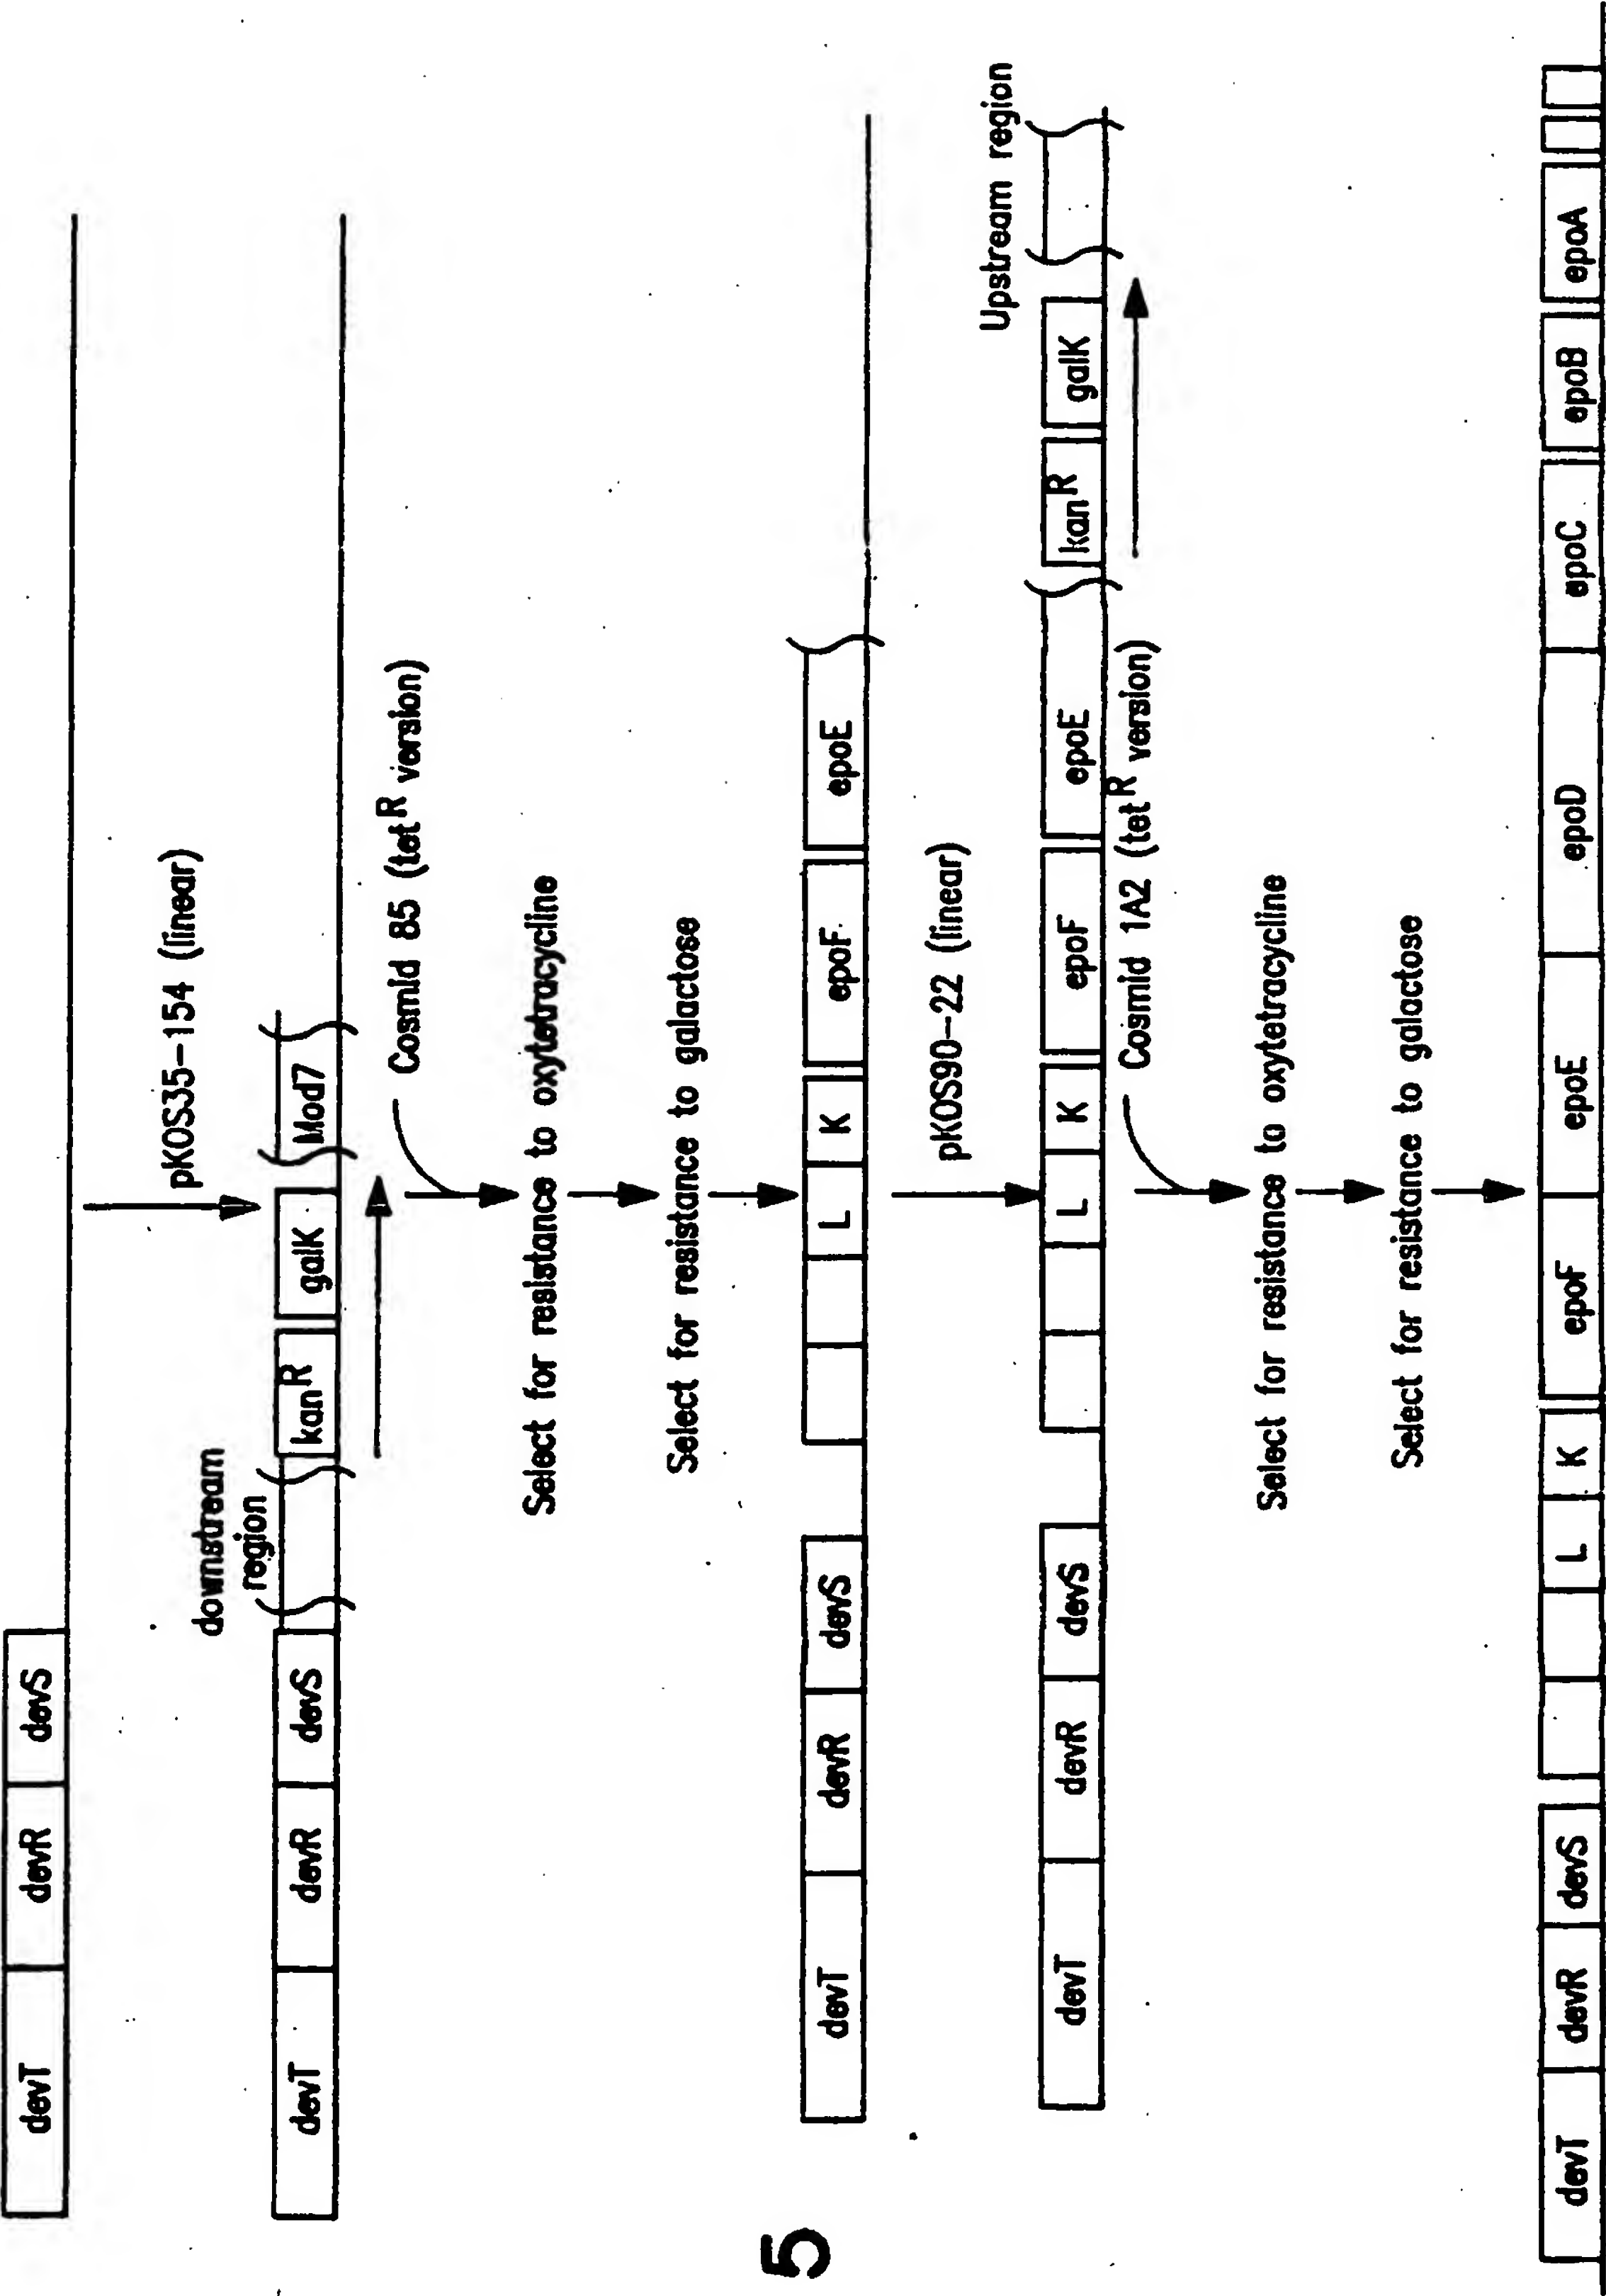 devT devR devS
pKOS35-154 (linear)
downstream
region
devT devR devS kanR galK Mod7
Cosmid 85 (tetR version)
Select for resistance to oxytetracycline
Select for resistance to galactose
5
devT devR devS L K epoF epoE
pKOS90-22 (linear)
Upstream region
devT devR devS L K epoF epoE kanR galK
Cosmid 1A2 (tetR version)
Select for resistance to oxytetracycline
Select for resistance to galactose
devT devR devS L K epoF epoE epoD epoC epoB epoA